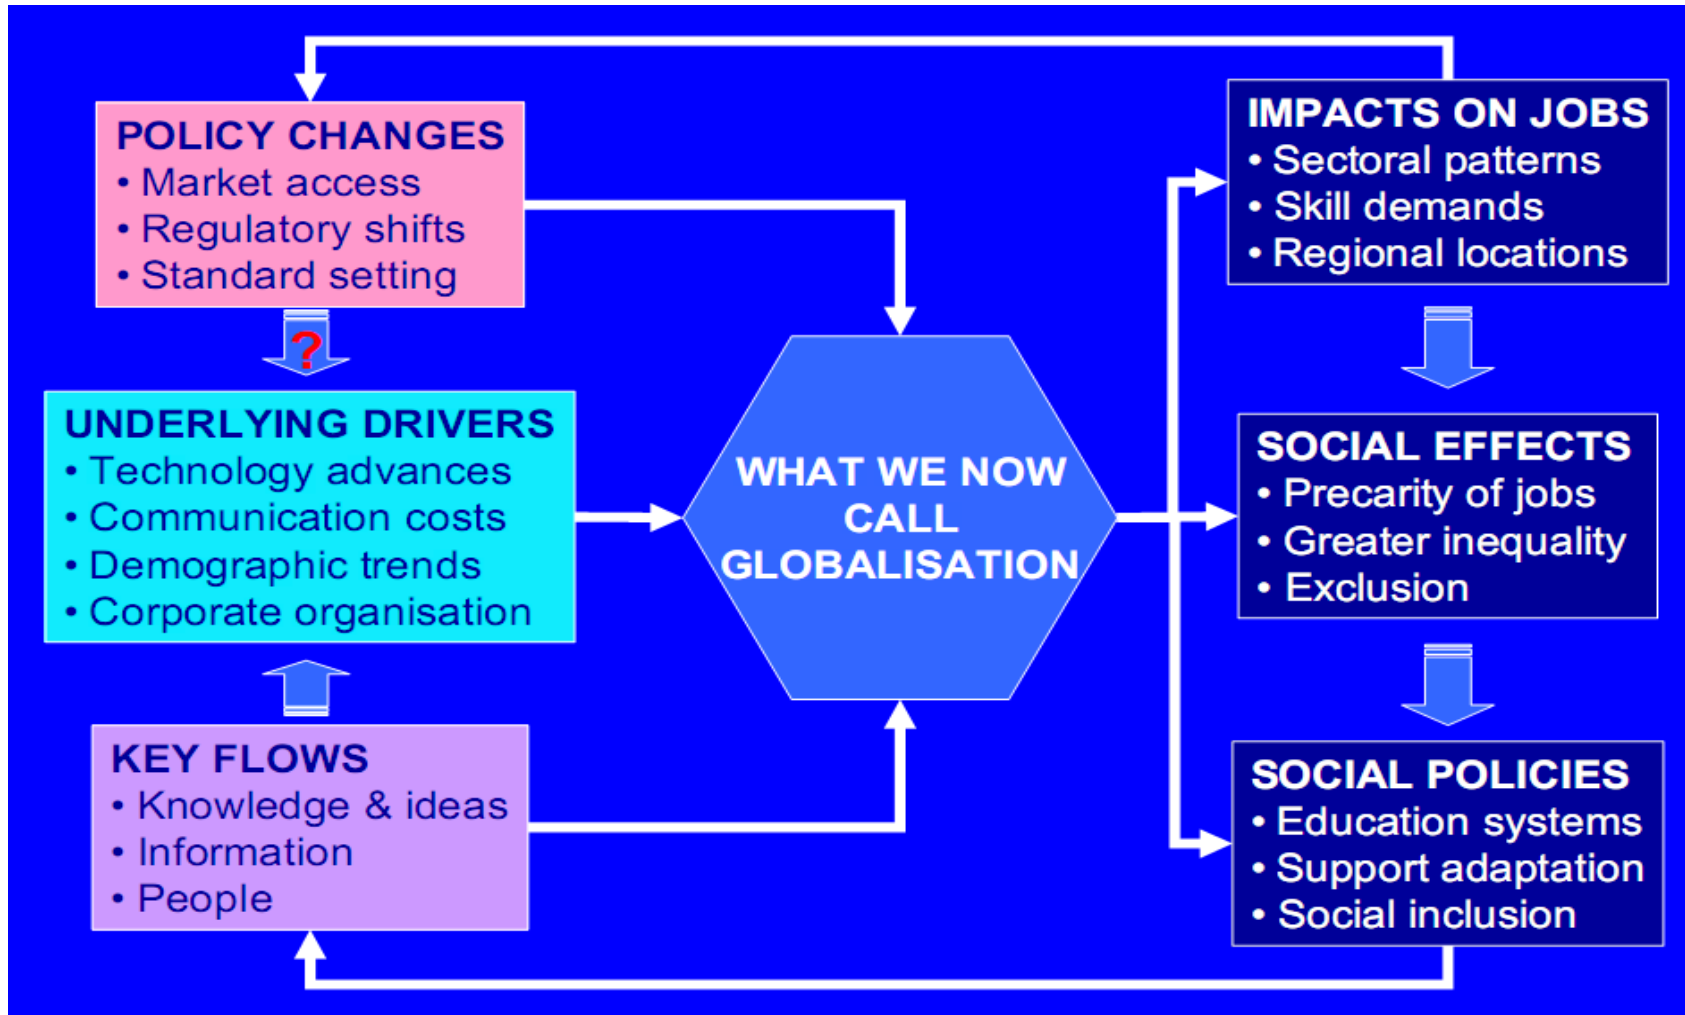 POLICY CHANGES
• Market access
• Regulatory shifts
• Standard setting
?
UNDERLYING DRIVERS
• Technology advances
• Communication costs
• Demographic trends
• Corporate organisation
KEY FLOWS
• Knowledge & ideas
• Information
• People
WHAT WE NOW
CALL
GLOBALISATION
IMPACTS ON JOBS
• Sectoral patterns
• Skill demands
• Regional locations
SOCIAL EFFECTS
• Precarity of jobs
• Greater inequality
• Exclusion
SOCIAL POLICIES
• Education systems
• Support adaptation
• Social inclusion